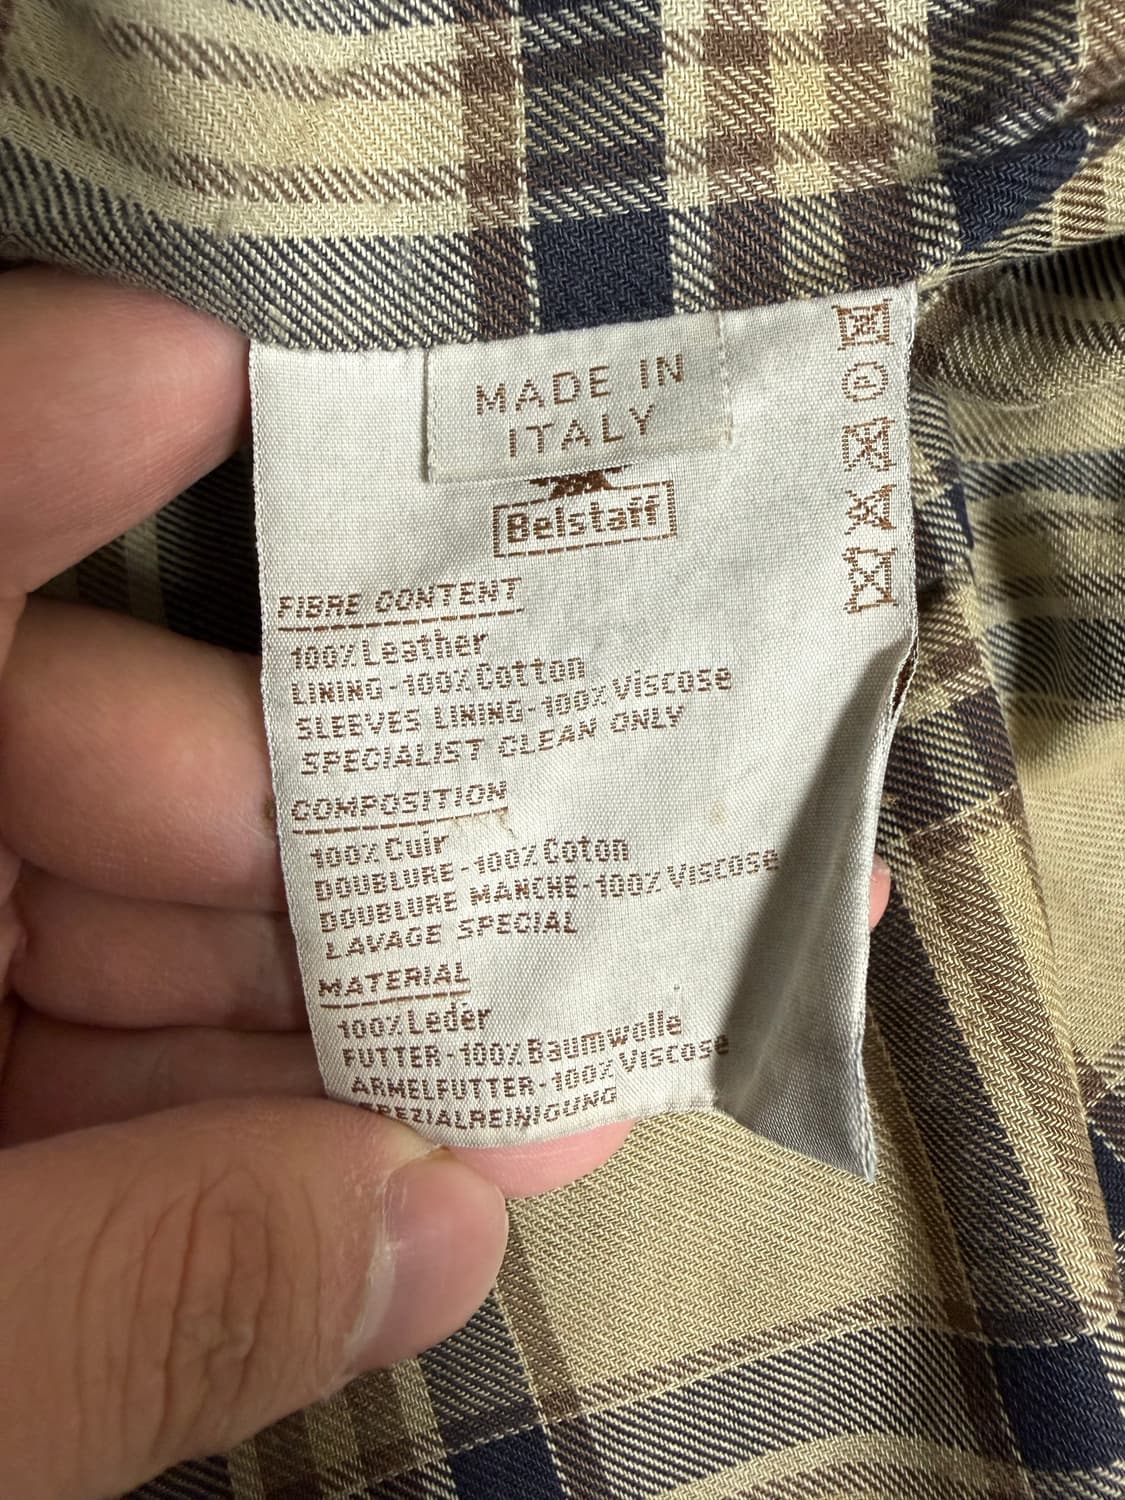 MADE IN
ITALY
Belstaff
FIBRE CONTENT
100% Leather
LINING-100% Cotton
SLEEVES LINING-100% Viscose
SPECIALIST CLEAN ONLY
COMPOSITION
100% Cuir
DOUBLURE-100% Coton
DOUBLURE MANCHE-100% Viscose
LAVAGE SPECIAL
MATERIAL
100% Leder
FUTTER-100% Baumwolle
ARMELFUTTER-100% Viscose
SPEZIALREINIGUNG
P